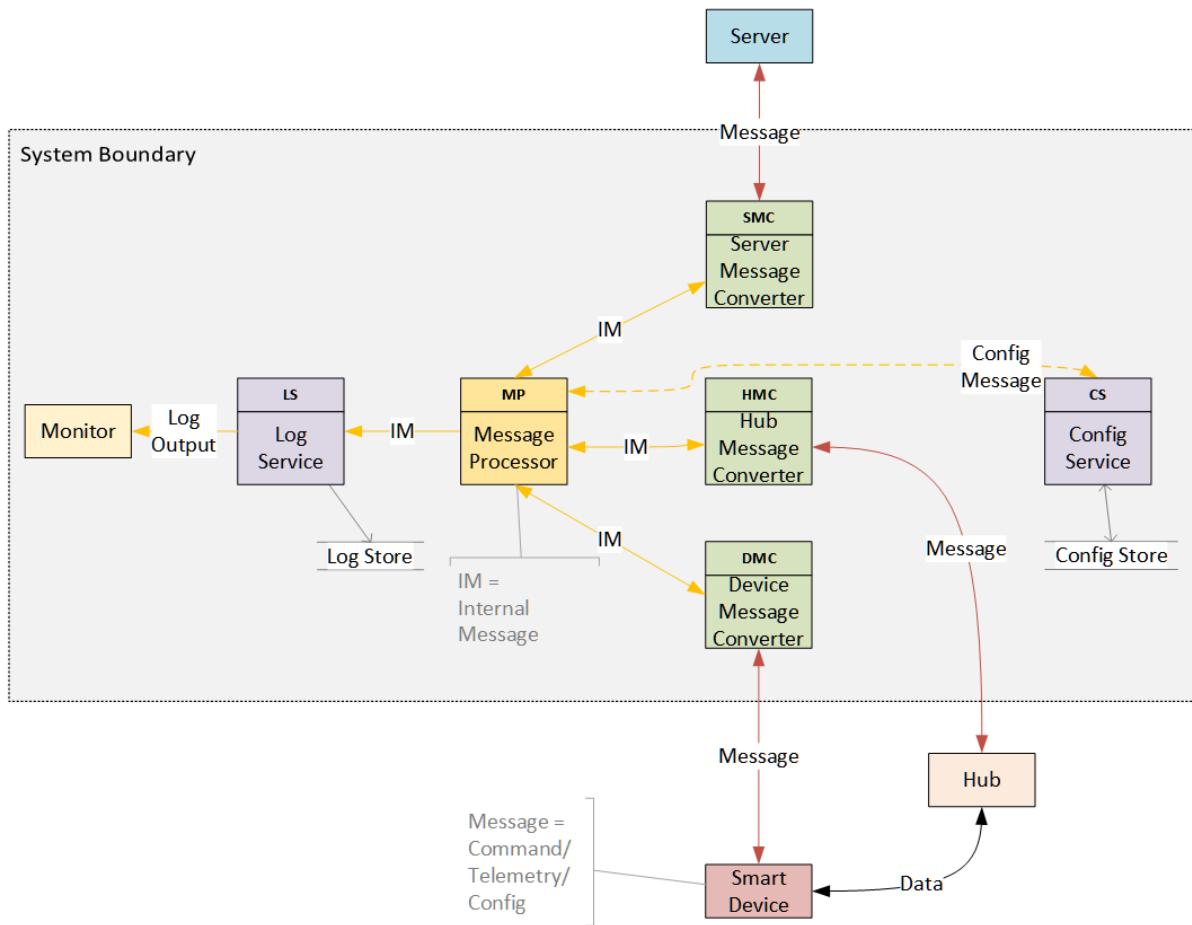 Server
Message
System Boundary
SMC
Server
Message
Converter
IM
Config
Message
LS
Log
Service
MP
Message
Processor
HMC
Hub
Message
Converter
CS
Config
Service
Monitor
Log
Output
IM
IM
Message
Log Store
IM
Config Store
IM =
Internal
Message
DMC
Device
Message
Converter
Message
Hub
Message =
Command/
Telemetry/
Config
Smart
Device
Data